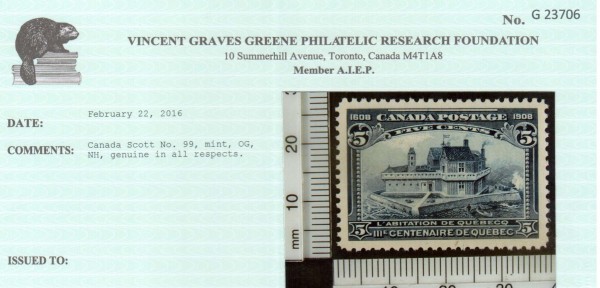 No. G 23706
VINCENT GRAVES GREENE PHILATELIC RESEARCH FOUNDATION
10 Summerhill Avenue, Toronto, Canada M4T1A8
Member A.I.E.P.
DATE: February 22, 2016
COMMENTS: Canada Scott No. 99, mint, OG,
NH, genuine in all respects.
ISSUED TO:
mm 10 20
1608 CANADA POSTAGE 1908
5 FIVE CENTS 5
L'ABITATION DE QUEBECQ
5 IIIE CENTENAIRE DE QUEBEC 5